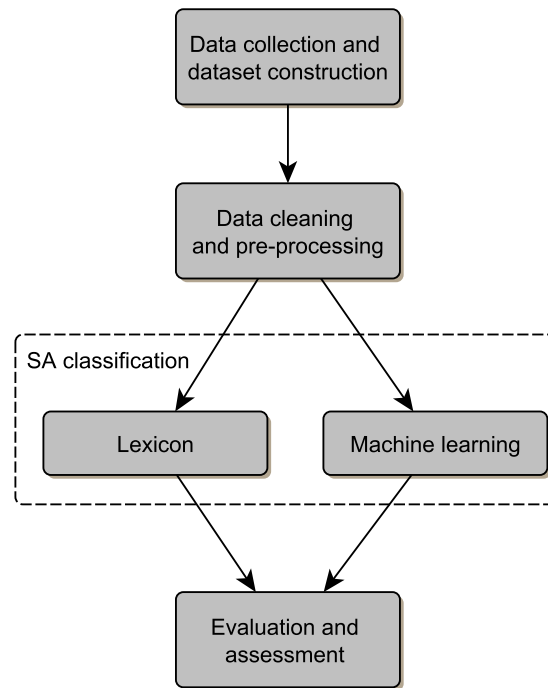 Data collection and
dataset construction
Data cleaning
and pre-processing
SA classification
Lexicon
Machine learning
Evaluation and
assessment